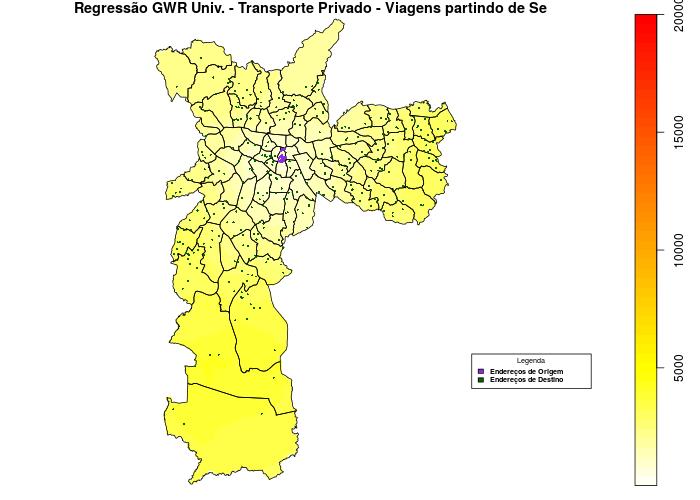 Regressão GWR Univ. - Transporte Privado - Viagens partindo de Se
20000
15000
10000
5000
Legenda
Endereços de Origem
Endereços de Destino